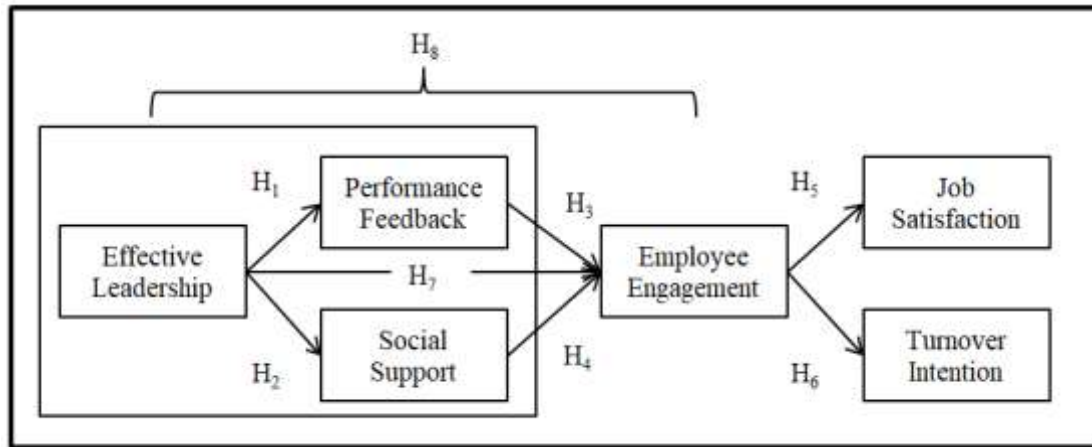 H₈
H₁
Performance
Feedback
H₃
H₅
Job
Satisfaction
Effective
Leadership
H₇
Employee
Engagement
H₂
Social
Support
H₄
H₆
Turnover
Intention